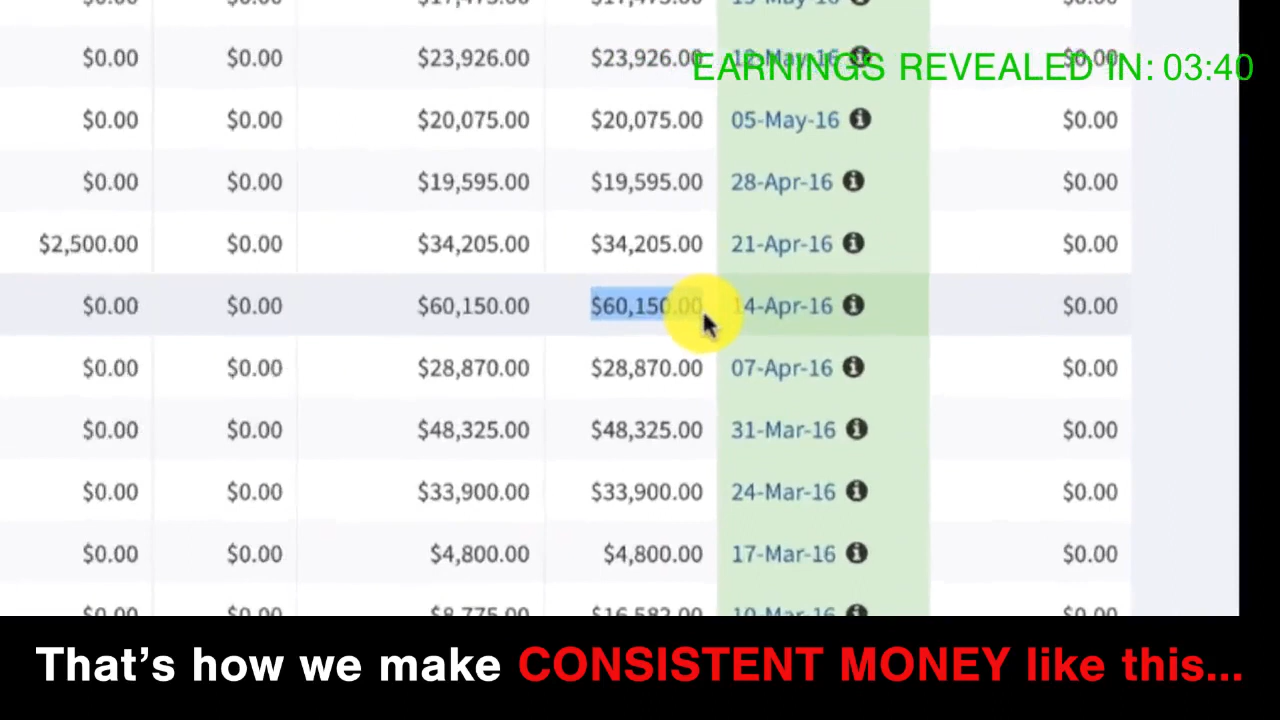 $0.00 $0.00 $23,926.00 $23,926.00 12-May-16 $0.00
EARNINGS REVEALED IN: 03:40
$0.00 $0.00 $20,075.00 $20,075.00 05-May-16 $0.00
$0.00 $0.00 $19,595.00 $19,595.00 28-Apr-16 $0.00
$2,500.00 $0.00 $34,205.00 $34,205.00 21-Apr-16 $0.00
$0.00 $0.00 $60,150.00 $60,150.00 14-Apr-16 $0.00
$0.00 $0.00 $28,870.00 $28,870.00 07-Apr-16 $0.00
$0.00 $0.00 $48,325.00 $48,325.00 31-Mar-16 $0.00
$0.00 $0.00 $33,900.00 $33,900.00 24-Mar-16 $0.00
$0.00 $0.00 $4,800.00 $4,800.00 17-Mar-16 $0.00
That's how we make CONSISTENT MONEY like this...